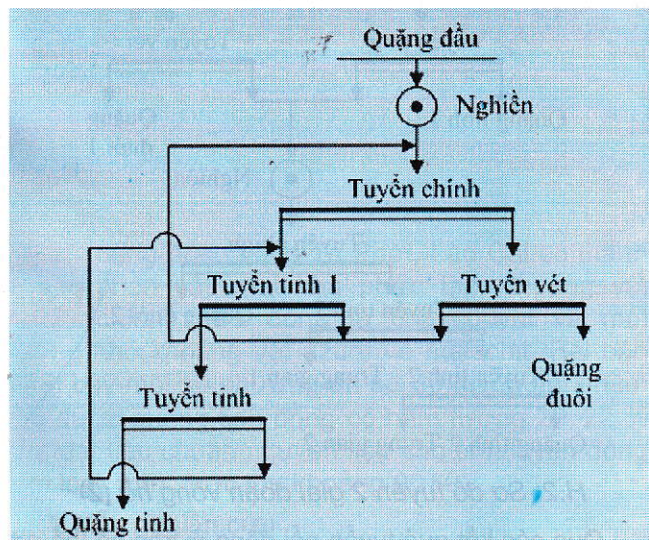 Quặng đầu
Nghiền
Tuyển chính
Tuyển tinh 1
Tuyển vét
Quặng
đuôi
Tuyển tinh
Quặng tinh